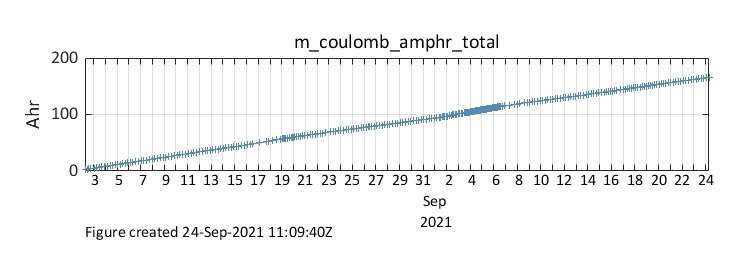 m_coulomb_amphr_total
200
100
0
Ahr
3 5 7 9 11 13 15 17 19 21 23 25 27 29 31 2 4 6 8 10 12 14 16 18 20 22 24
Sep
2021
Figure created 24-Sep-2021 11:09:40Z